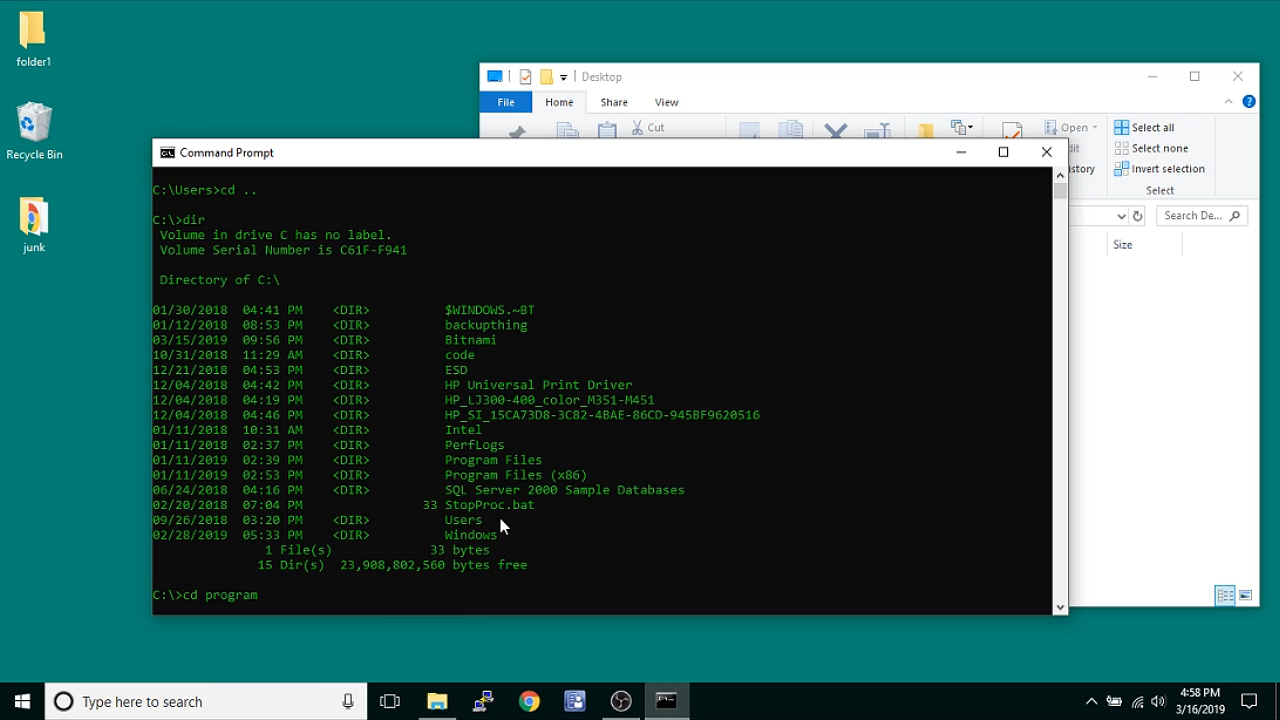 folder1
Recycle Bin
junk
Desktop
File Home Share View
Cut
Open
Select all
Select none
Invert selection
Select
Search De...
Size
Command Prompt
C:\Users>cd ..
C:\>dir
Volume in drive C has no label.
Volume Serial Number is C61F-F941
Directory of C:\
01/30/2018 04:41 PM <DIR> $WINDOWS.~BT
01/12/2018 08:53 PM <DIR> backupthing
03/15/2019 09:56 PM <DIR> Bitnami
10/31/2018 11:29 AM <DIR> code
12/21/2018 04:53 PM <DIR> ESD
12/04/2018 04:42 PM <DIR> HP Universal Print Driver
12/04/2018 04:19 PM <DIR> HP_LJ300-400_color_M351-M451
12/04/2018 04:46 PM <DIR> HP_SI_15CA73D8-3C82-4BAE-86CD-945BF9620516
01/11/2018 10:31 AM <DIR> Intel
01/11/2018 02:37 PM <DIR> PerfLogs
01/11/2019 02:39 PM <DIR> Program Files
01/11/2019 02:53 PM <DIR> Program Files (x86)
06/24/2018 04:16 PM <DIR> SQL Server 2000 Sample Databases
02/20/2018 07:04 PM 33 StopProc.bat
09/26/2018 03:20 PM <DIR> Users
02/28/2019 05:33 PM <DIR> Windows
1 File(s) 33 bytes
15 Dir(s) 23,908,802,560 bytes free
C:\>cd program
Type here to search
4:58 PM
3/16/2019